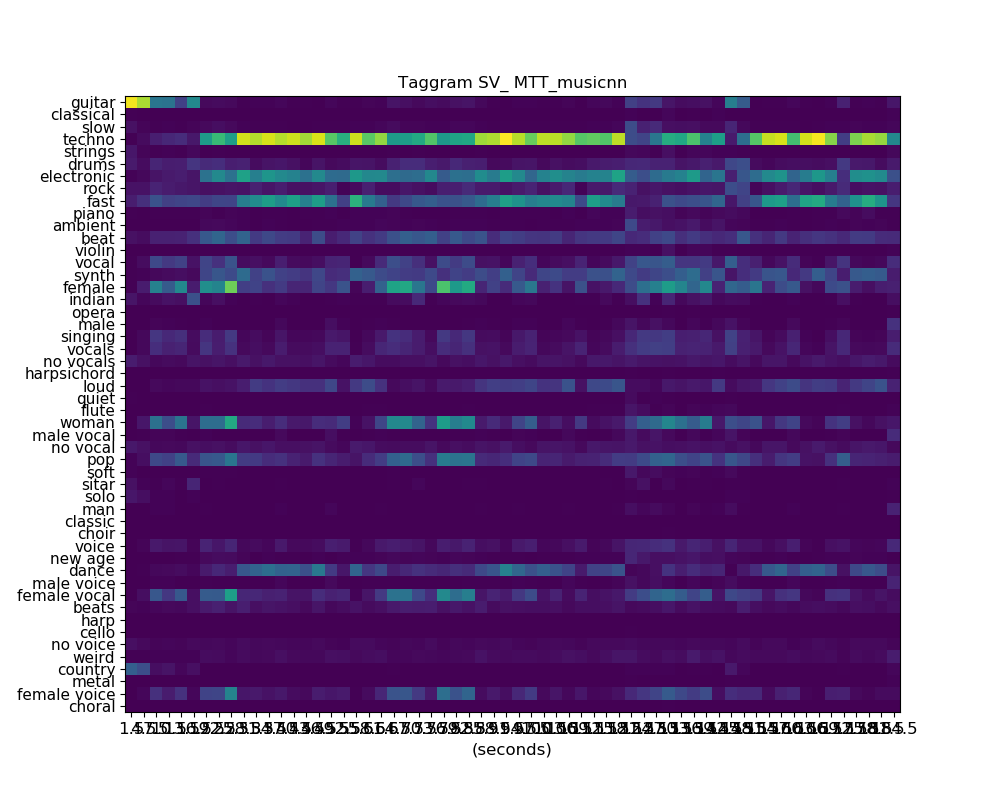 Taggram SV_ MTT_musicnn
guitar
classical
slow
techno
strings
drums
electronic
rock
fast
piano
ambient
beat
violin
vocal
synth
female
indian
opera
male
singing
vocals
no vocals
harpsichord
loud
quiet
flute
woman
male vocal
no vocal
pop
soft
sitar
solo
man
classic
choir
voice
new age
dance
male voice
female vocal
beats
harp
cello
no voice
weird
country
metal
female voice
choral
(seconds)